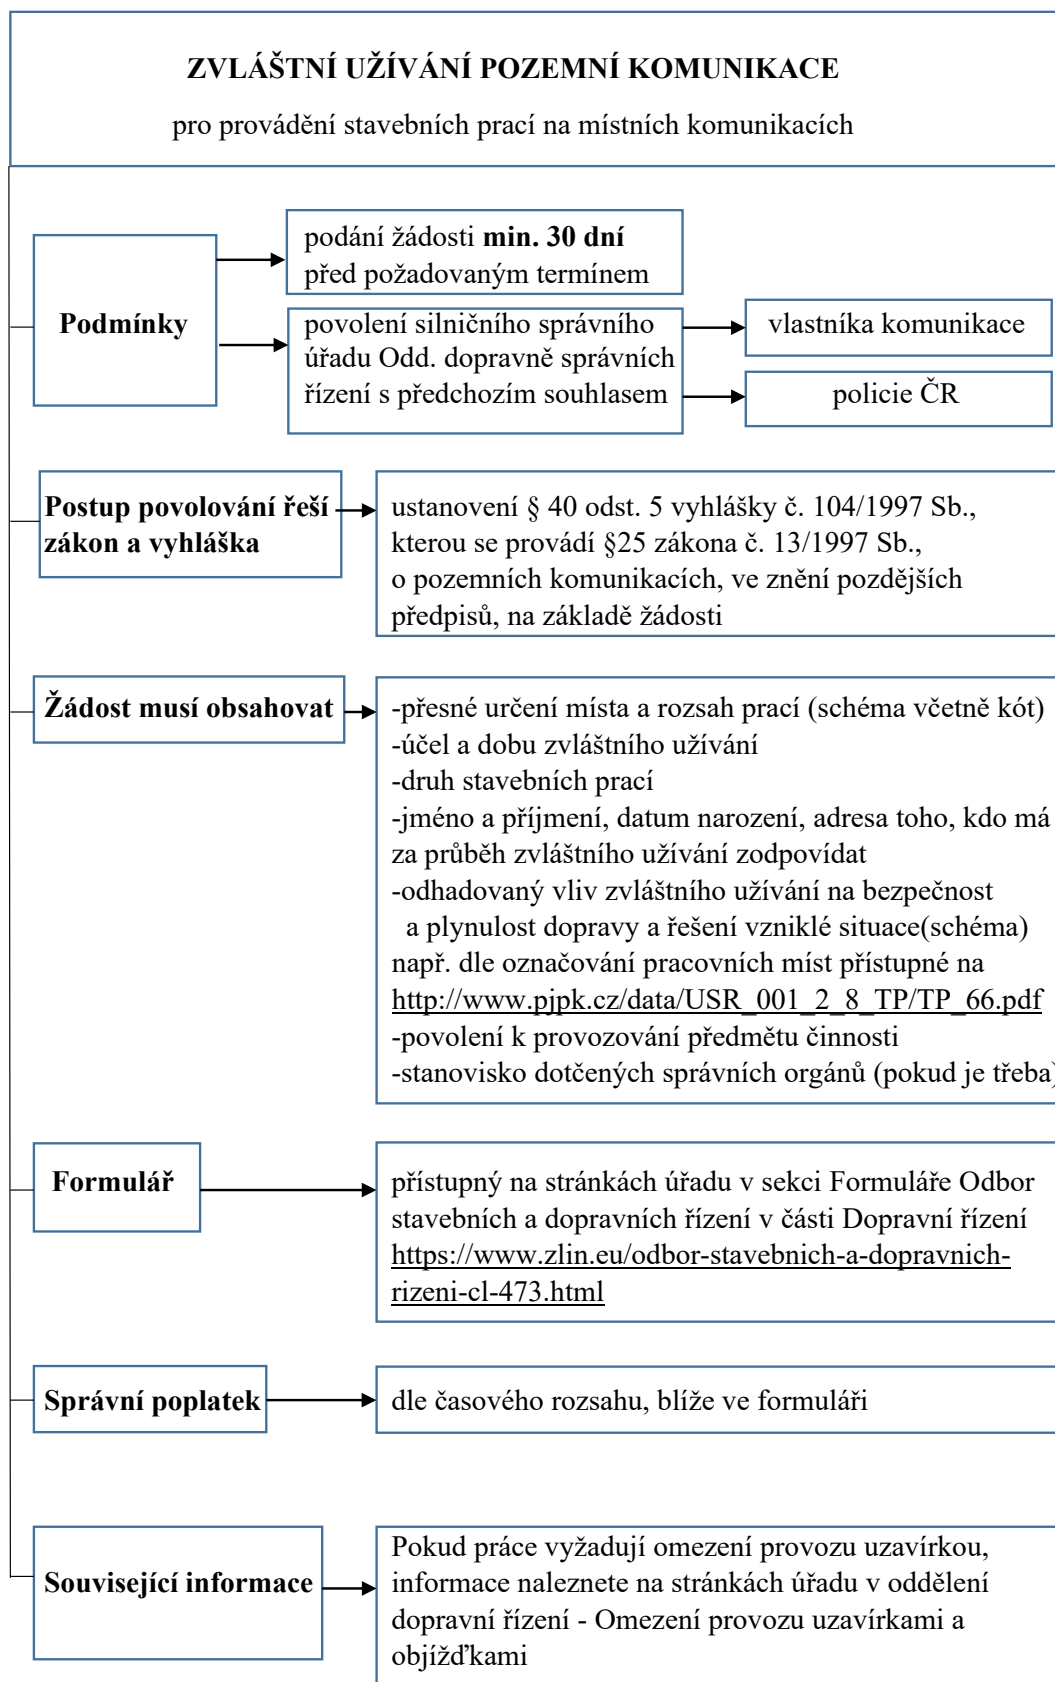 ZVLÁŠTNÍ UŽÍVÁNÍ POZEMNÍ KOMUNIKACE
pro provádění stavebních prací na místních komunikacích
Podmínky
podání žádosti min. 30 dní
před požadovaným termínem
povolení silničního správního
úřadu Odd. dopravně správních
řízení s předchozím souhlasem
vlastníka komunikace
policie ČR
Postup povolování řeší
zákon a vyhláška
ustanovení § 40 odst. 5 vyhlášky č. 104/1997 Sb.,
kterou se provádí §25 zákona č. 13/1997 Sb.,
o pozemních komunikacích, ve znění pozdějších
předpisů, na základě žádosti
Žádost musí obsahovat
-přesné určení místa a rozsah prací (schéma včetně kót)
-účel a dobu zvláštního užívání
-druh stavebních prací
-jméno a příjmení, datum narození, adresa toho, kdo má
za průběh zvláštního užívání zodpovídat
-odhadovaný vliv zvláštního užívání na bezpečnost
a plynulost dopravy a řešení vzniklé situace(schéma)
např. dle označování pracovních míst přístupné na
http://www.pjpk.cz/data/USR_001_2_8_TP/TP_66.pdf
-povolení k provozování předmětu činnosti
-stanovisko dotčených správních orgánů (pokud je třeba)
Formulář
přístupný na stránkách úřadu v sekci Formuláře Odbor
stavebních a dopravních řízení v části Dopravní řízení
https://www.zlin.eu/odbor-stavebnich-a-dopravnich-
rizeni-cl-473.html
Správní poplatek
dle časového rozsahu, blíže ve formuláři
Související informace
Pokud práce vyžadují omezení provozu uzavírkou,
informace naleznete na stránkách úřadu v oddělení
dopravní řízení - Omezení provozu uzavírkami a
objížďkami